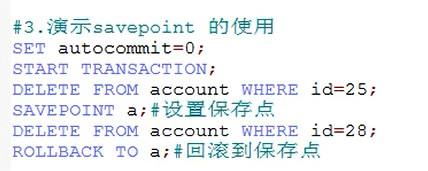 #3.演示savepoint 的使用
SET autocommit=0;
START TRANSACTION;
DELETE FROM account WHERE id=25;
SAVEPOINT a;#设置保存点
DELETE FROM account WHERE id=28;
ROLLBACK TO a;#回滚到保存点